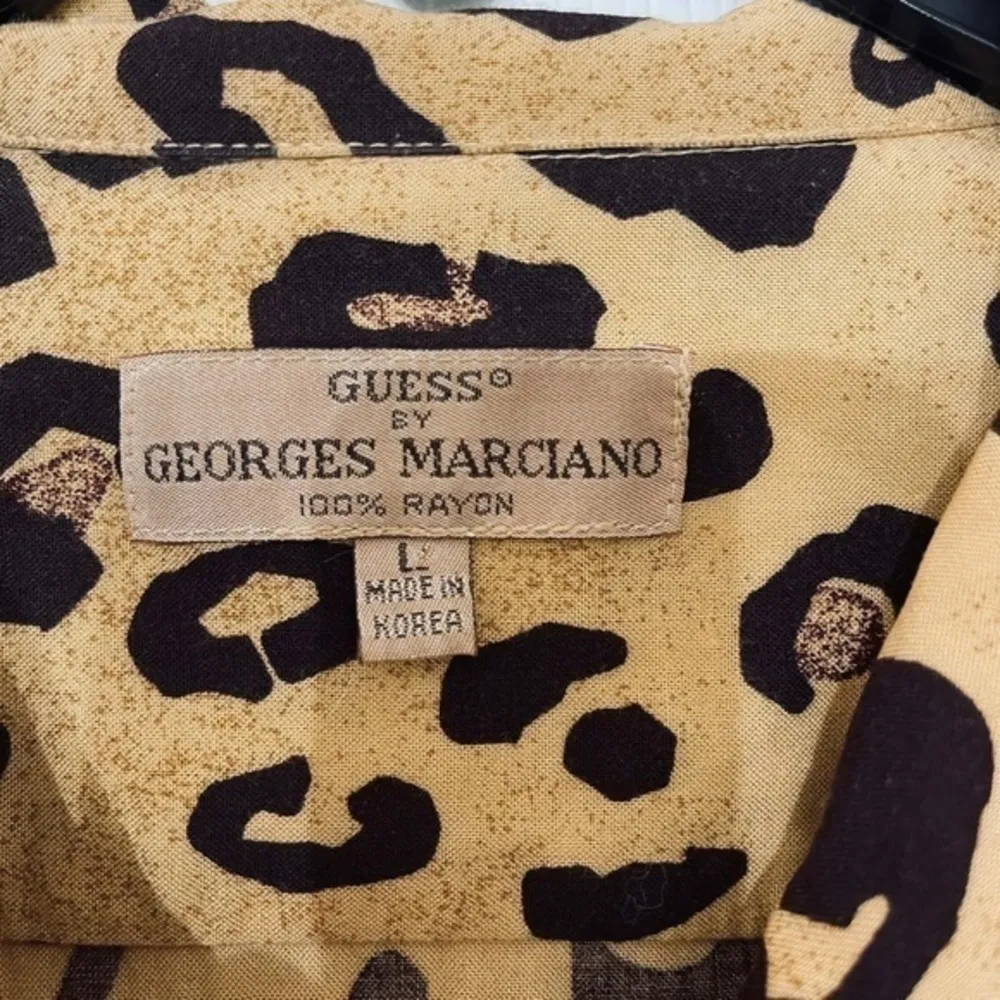 GUESS®
BY
GEORGES MARCIANO
100% RAYON
L
MADE IN
KOREA